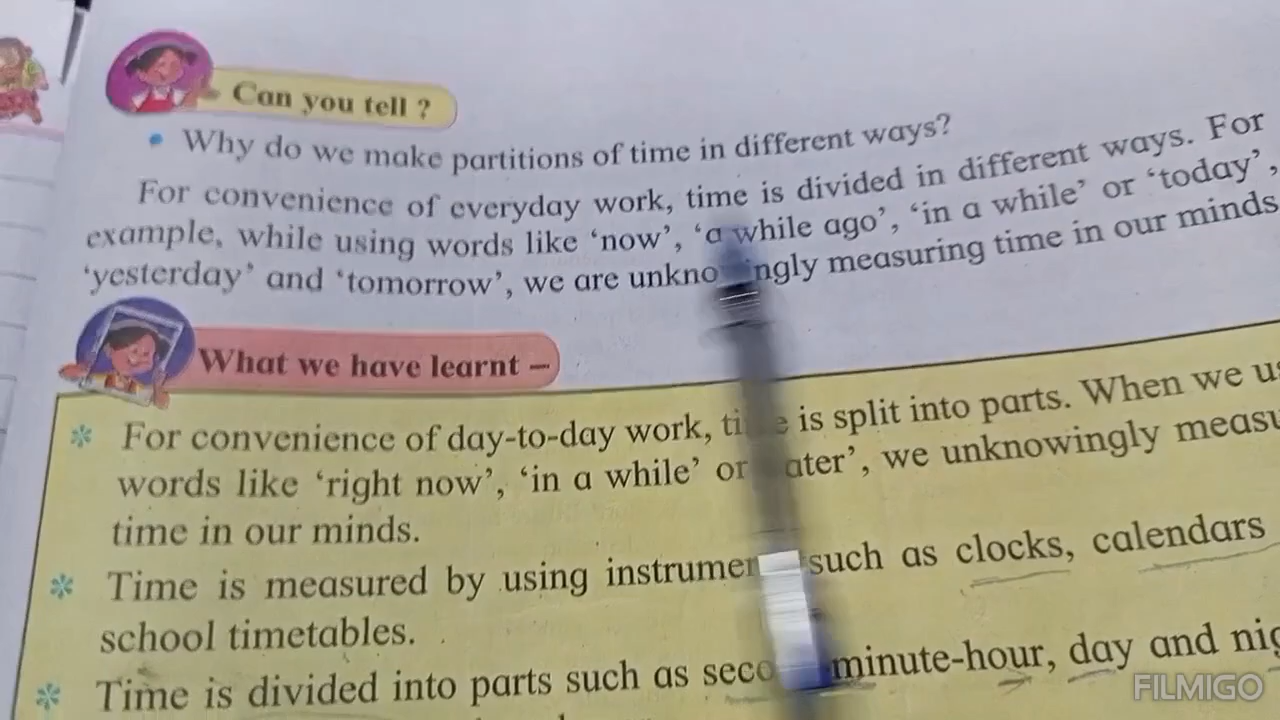 Can you tell ?
• Why do we make partitions of time in different ways?
For convenience of everyday work, time is divided in different ways. For
example, while using words like ‘now’, ‘a while ago’, ‘in a while’ or ‘today’,
‘yesterday’ and ‘tomorrow’, we are unkno ingly measuring time in our minds
What we have learnt –
* For convenience of day-to-day work, ti e is split into parts. When we us
words like ‘right now’, ‘in a while’ or ater’, we unknowingly measu
time in our minds.
* Time is measured by using instrumen such as clocks, calendars
school timetables.
* Time is divided into parts such as seco minute-hour, day and nig
FILMIGO